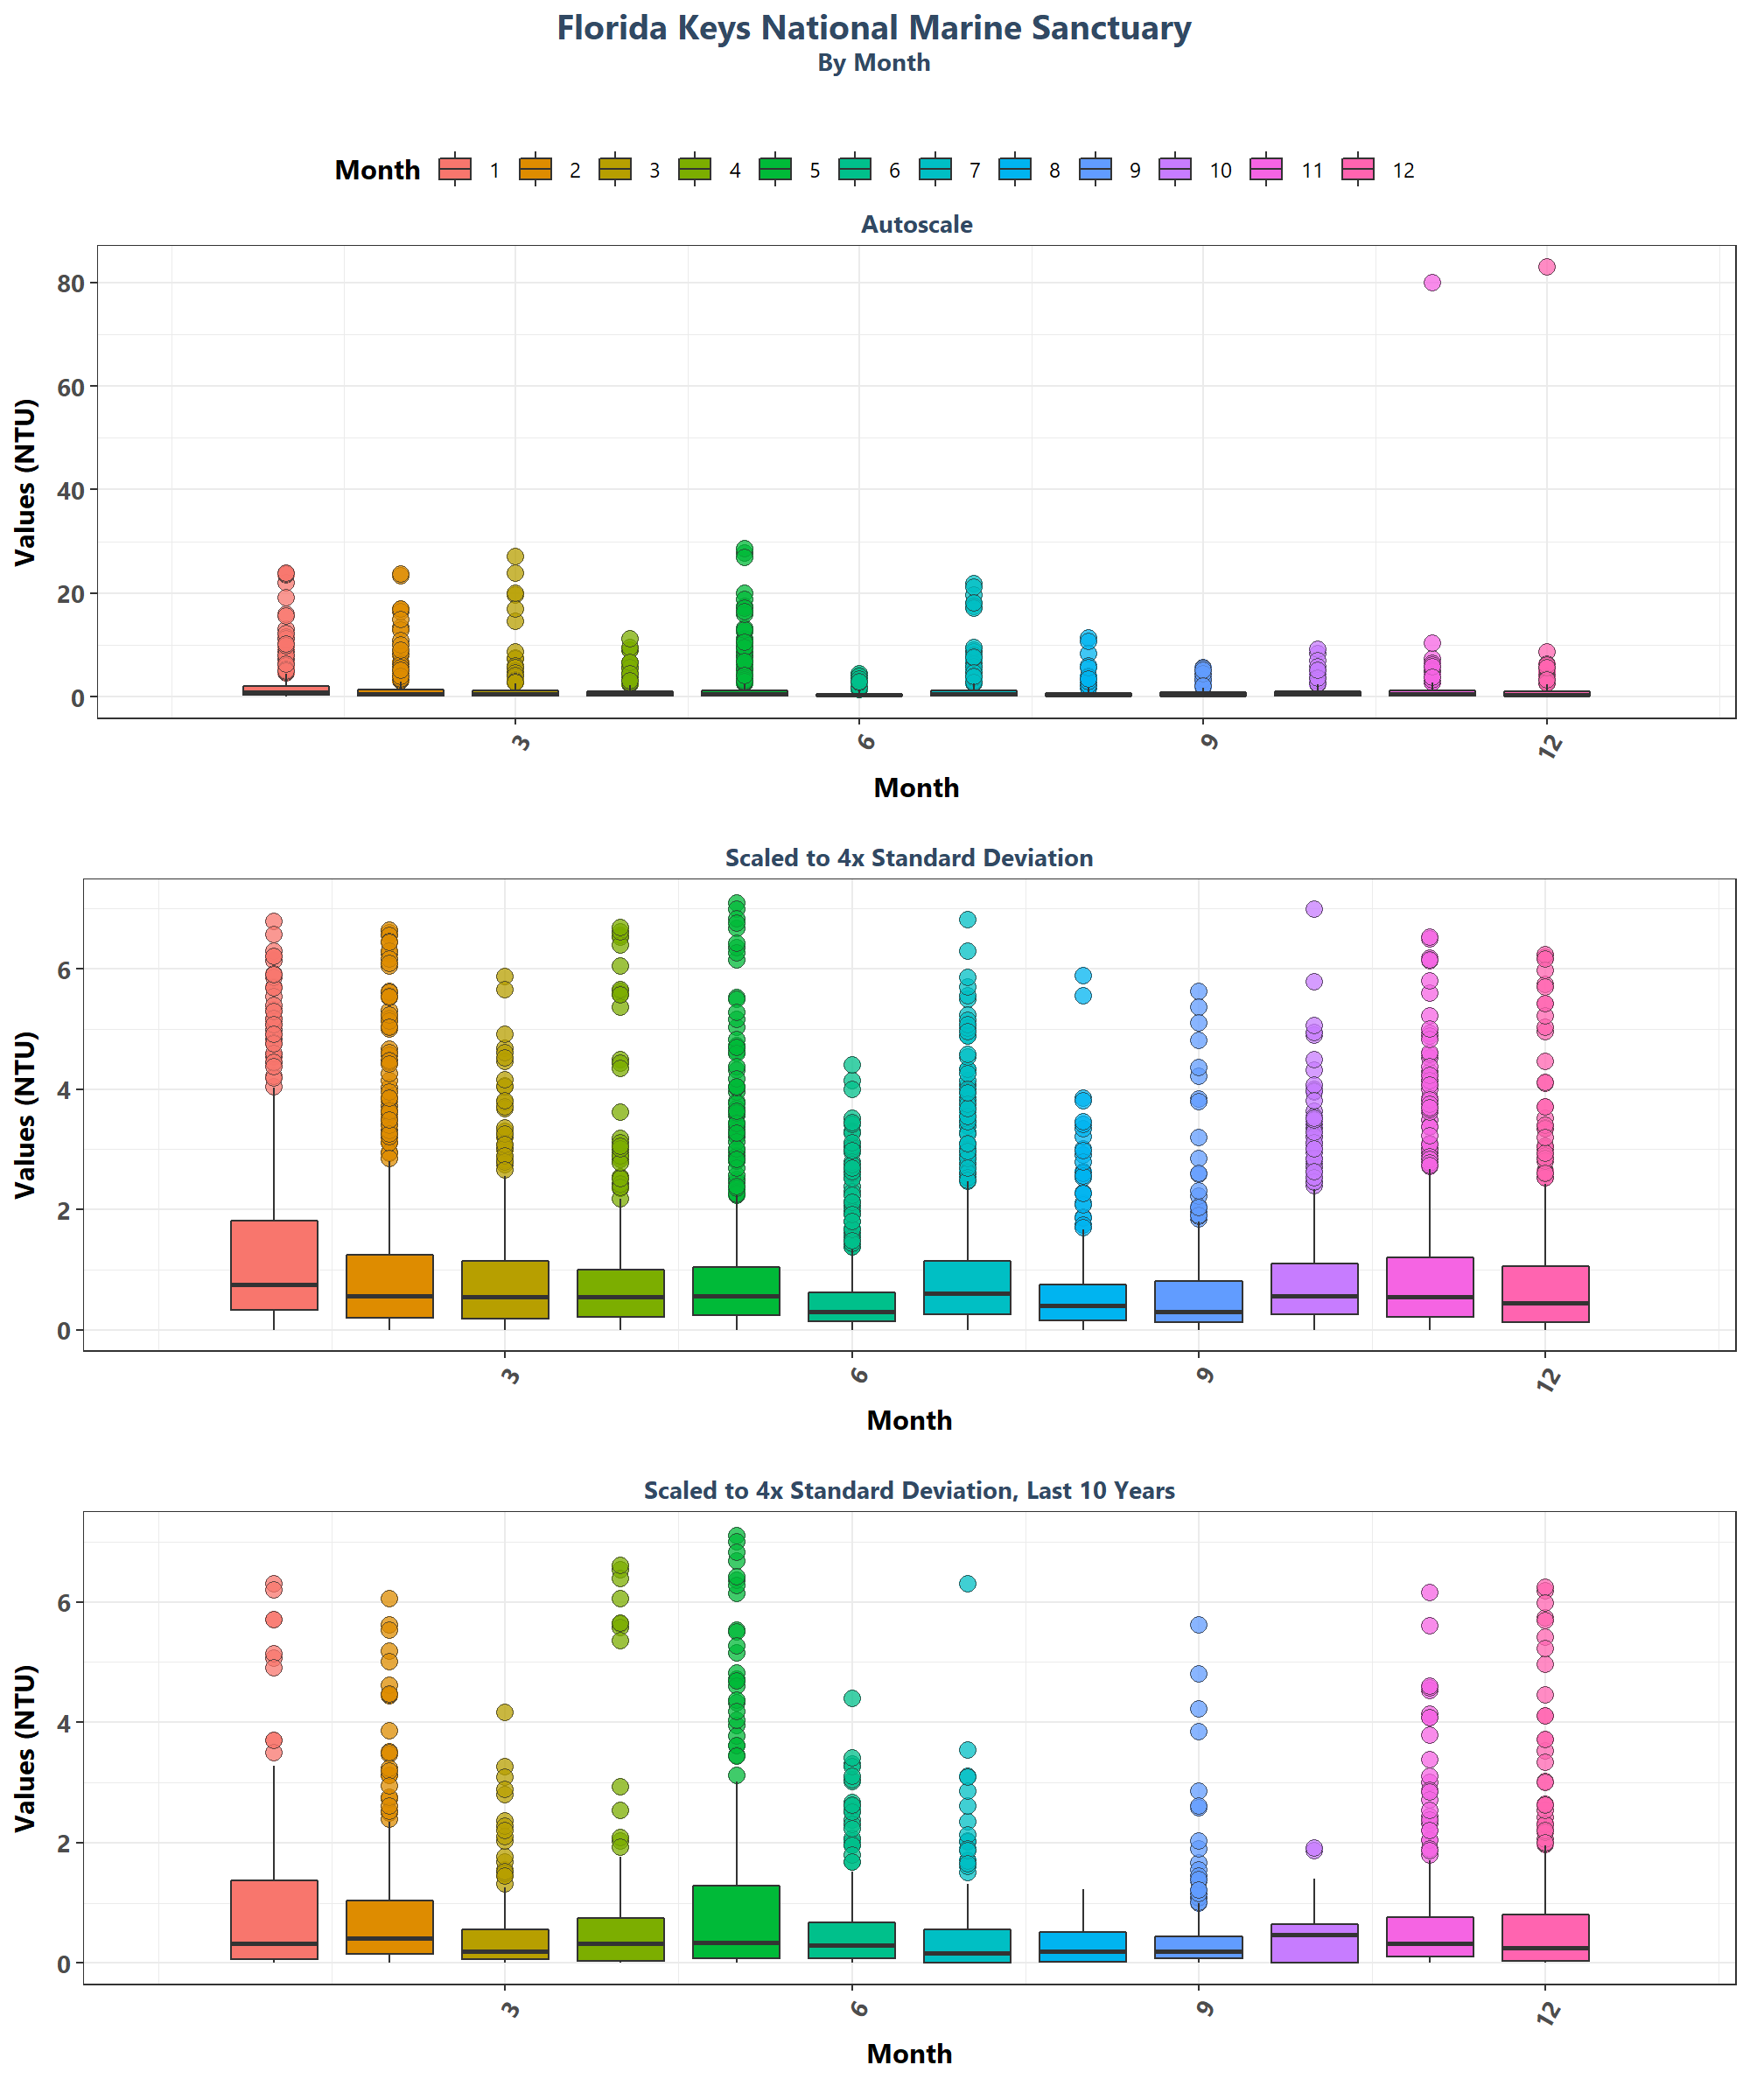 Florida Keys National Marine Sanctuary
By Month
Month 1 2 3 4 5 6 7 8 9 10 11 12
Autoscale
Values (NTU)
80
60
40
20
0
3 6 9 12
Month
Scaled to 4x Standard Deviation
Values (NTU)
6
4
2
0
3 6 9 12
Month
Scaled to 4x Standard Deviation, Last 10 Years
Values (NTU)
6
4
2
0
3 6 9 12
Month